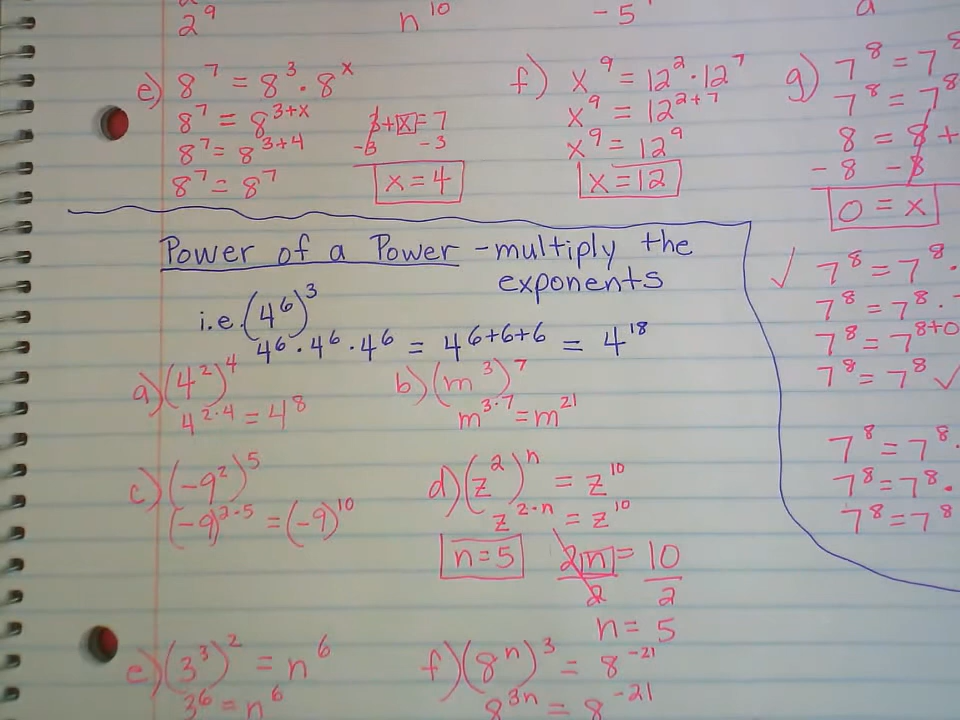 2⁹ n¹⁰ -5 a
e) 8⁷ = 8³ · 8ˣ
8⁷ = 8³⁺ˣ 3 + x = 7
8⁷ = 8³⁺⁴ -3 -3
8⁷ = 8⁷ x = 4
f) x⁹ = 12² · 12⁷
x⁹ = 12²⁺⁷
x⁹ = 12⁹
x = 12
g) 7⁸ = 7⁸
7⁸ = 7⁸
8 = 8 +
- 8 - 8
0 = x
✓ 7⁸ = 7⁸ ·
7⁸ = 7⁸ ·
7⁸ = 7⁸⁺⁰
7⁸ = 7⁸ ✓
7⁸ = 7⁸ ·
7⁸ = 7⁸ ·
7⁸ = 7⁸
Power of a Power - multiply the
exponents
i.e. (4⁶)³
4⁶ · 4⁶ · 4⁶ = 4⁶⁺⁶⁺⁶ = 4¹⁸
a) (4²)⁴
4²·⁴ = 4⁸
b) (m³)⁷
m³·⁷ = m²¹
c) (-9²)⁵
(-9)²·⁵ = (-9)¹⁰
d) (z²)ⁿ = z¹⁰
z²·ⁿ = z¹⁰
n = 5 2n = 10
2 2
n = 5
e) (3³)² = n⁶
3⁶ = n⁶
f) (8ⁿ)³ = 8⁻²¹
8³ⁿ = 8⁻²¹